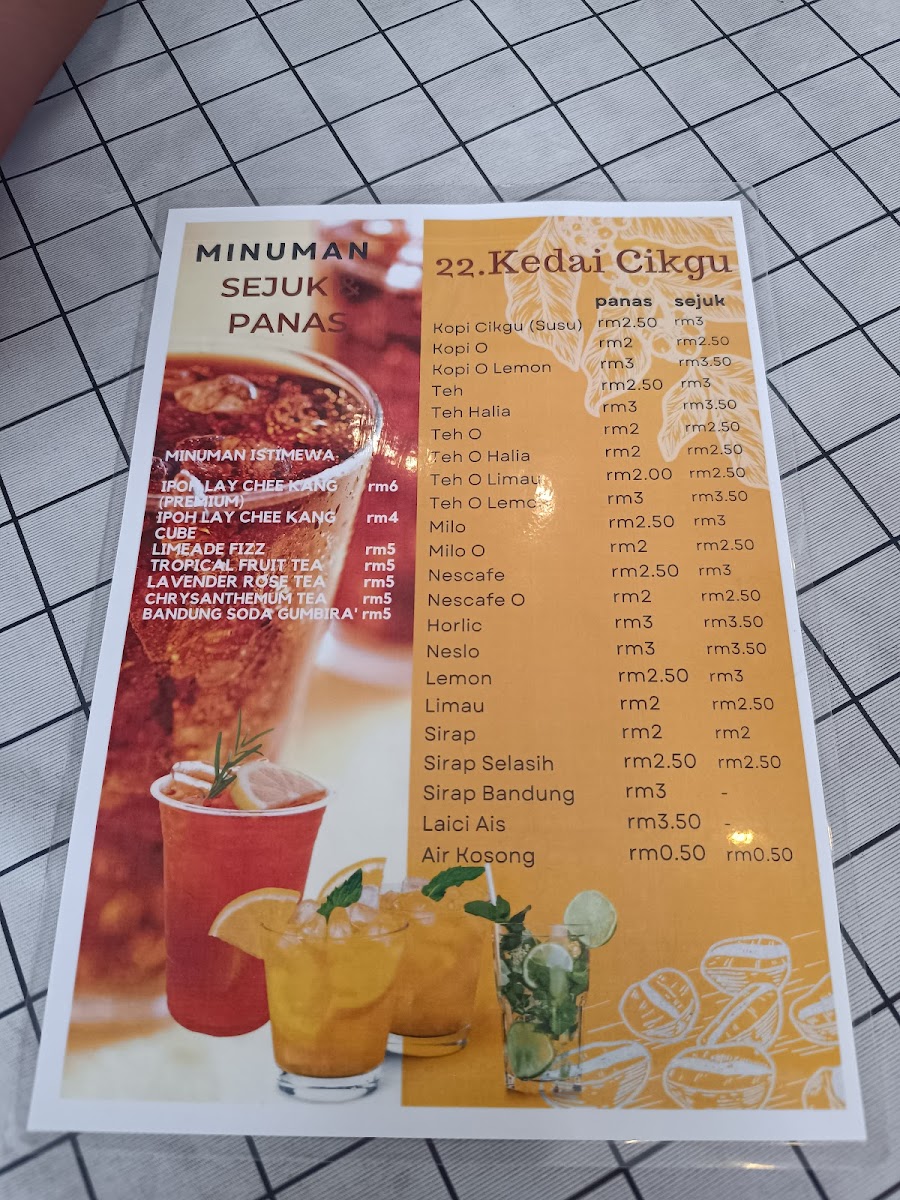 MINUMAN
SEJUK &
PANAS
MINUMAN ISTIMEWA
IPOH LAY CHEE KANG rm6
(PREMIUM)
IPOH LAY CHEE KANG rm4
CUBE
LIMEADE FIZZ rm5
TROPICAL FRUIT TEA rm5
LAVENDER ROSE TEA rm5
CHRYSANTHEMUM TEA rm5
BANDUNG SODA GUMBIRA' rm5
22.Kedai Cikgu
panas sejuk
Kopi Cikgu (Susu) rm2.50 rm3
Kopi O rm2 rm2.50
Kopi O Lemon rm3 rm3.50
Teh rm2.50 rm3
Teh Halia rm3 rm3.50
Teh O rm2 rm2.50
Teh O Halia rm2 rm2.50
Teh O Limau rm2.00 rm2.50
Teh O Lemon rm3 rm3.50
Milo rm2.50 rm3
Milo O rm2 rm2.50
Nescafe rm2.50 rm3
Nescafe O rm2 rm2.50
Horlic rm3 rm3.50
Neslo rm3 rm3.50
Lemon rm2.50 rm3
Limau rm2 rm2.50
Sirap rm2 rm2
Sirap Selasih rm2.50 rm2.50
Sirap Bandung rm3 -
Laici Ais rm3.50 -
Air Kosong rm0.50 rm0.50